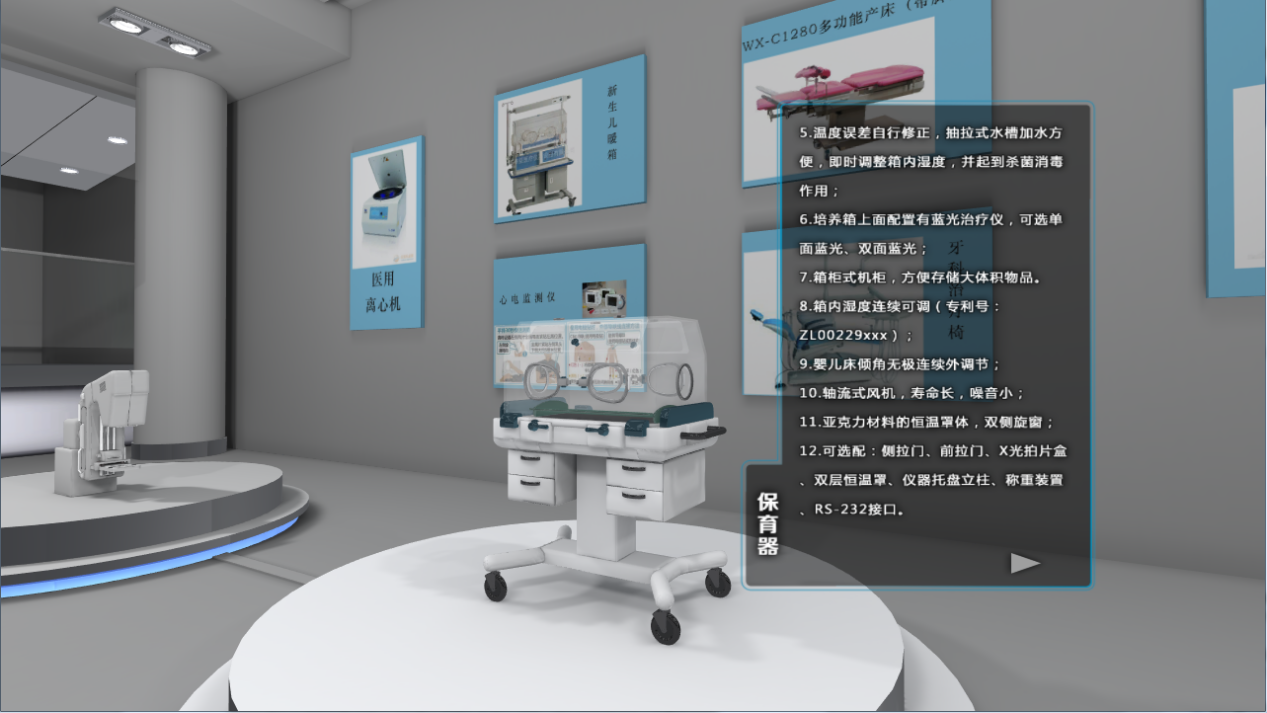 WX-C1280多功能产床（带
新生儿暖箱
医用
离心机
心电监测仪
牙科治疗椅
5.温度误差自行修正，抽拉式水槽加水方
便，即时调整箱内湿度，并起到杀菌消毒
作用；
6.培养箱上面配置有蓝光治疗仪，可选单
面蓝光、双面蓝光；
7.箱柜式机柜，方便存储大体积物品。
8.箱内湿度连续可调（专利号：
ZL00229xxx）；
9.婴儿床倾角无极连续外调节；
10.轴流式风机，寿命长，噪音小；
11.亚克力材料的恒温罩体，双侧旋窗；
12.可选配：侧拉门、前拉门、X光拍片盒
、双层恒温罩、仪器托盘立柱、称重装置
、RS-232接口。
保育器